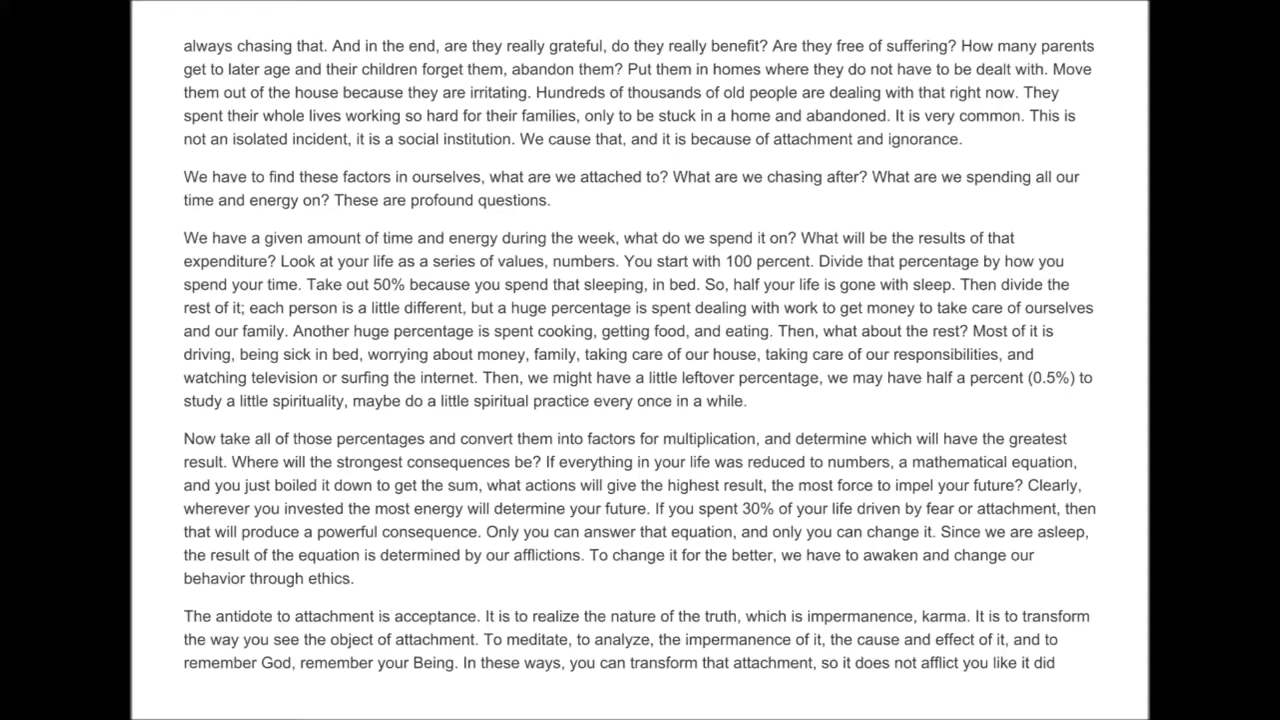 always chasing that. And in the end, are they really grateful, do they really benefit? Are they free of suffering? How many parents
get to later age and their children forget them, abandon them? Put them in homes where they do not have to be dealt with. Move
them out of the house because they are irritating. Hundreds of thousands of old people are dealing with that right now. They
spent their whole lives working so hard for their families, only to be stuck in a home and abandoned. It is very common. This is
not an isolated incident, it is a social institution. We cause that, and it is because of attachment and ignorance.
We have to find these factors in ourselves, what are we attached to? What are we chasing after? What are we spending all our
time and energy on? These are profound questions.
We have a given amount of time and energy during the week, what do we spend it on? What will be the results of that
expenditure? Look at your life as a series of values, numbers. You start with 100 percent. Divide that percentage by how you
spend your time. Take out 50% because you spend that sleeping, in bed. So, half your life is gone with sleep. Then divide the
rest of it; each person is a little different, but a huge percentage is spent dealing with work to get money to take care of ourselves
and our family. Another huge percentage is spent cooking, getting food, and eating. Then, what about the rest? Most of it is
driving, being sick in bed, worrying about money, family, taking care of our house, taking care of our responsibilities, and
watching television or surfing the internet. Then, we might have a little leftover percentage, we may have half a percent (0.5%) to
study a little spirituality, maybe do a little spiritual practice every once in a while.
Now take all of those percentages and convert them into factors for multiplication, and determine which will have the greatest
result. Where will the strongest consequences be? If everything in your life was reduced to numbers, a mathematical equation,
and you just boiled it down to get the sum, what actions will give the highest result, the most force to impel your future? Clearly,
wherever you invested the most energy will determine your future. If you spent 30% of your life driven by fear or attachment, then
that will produce a powerful consequence. Only you can answer that equation, and only you can change it. Since we are asleep,
the result of the equation is determined by our afflictions. To change it for the better, we have to awaken and change our
behavior through ethics.
The antidote to attachment is acceptance. It is to realize the nature of the truth, which is impermanence, karma. It is to transform
the way you see the object of attachment. To meditate, to analyze, the impermanence of it, the cause and effect of it, and to
remember God, remember your Being. In these ways, you can transform that attachment, so it does not afflict you like it did